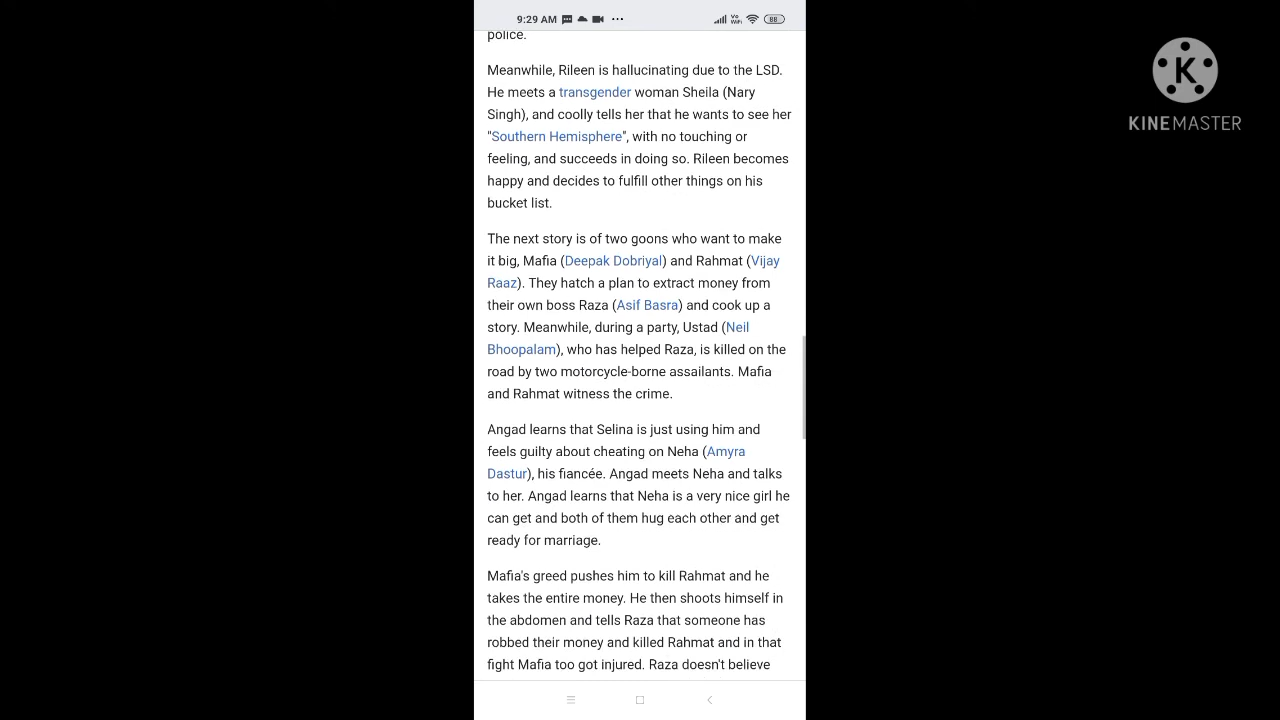 9:29 AM
Vo
WiFi
88
police.
Meanwhile, Rileen is hallucinating due to the LSD.
He meets a transgender woman Sheila (Nary
Singh), and coolly tells her that he wants to see her
"Southern Hemisphere", with no touching or
feeling, and succeeds in doing so. Rileen becomes
happy and decides to fulfill other things on his
bucket list.
The next story is of two goons who want to make
it big, Mafia (Deepak Dobriyal) and Rahmat (Vijay
Raaz). They hatch a plan to extract money from
their own boss Raza (Asif Basra) and cook up a
story. Meanwhile, during a party, Ustad (Neil
Bhoopalam), who has helped Raza, is killed on the
road by two motorcycle-borne assailants. Mafia
and Rahmat witness the crime.
Angad learns that Selina is just using him and
feels guilty about cheating on Neha (Amyra
Dastur), his fiancée. Angad meets Neha and talks
to her. Angad learns that Neha is a very nice girl he
can get and both of them hug each other and get
ready for marriage.
Mafia's greed pushes him to kill Rahmat and he
takes the entire money. He then shoots himself in
the abdomen and tells Raza that someone has
robbed their money and killed Rahmat and in that
fight Mafia too got injured. Raza doesn't believe
K
KINEMASTER